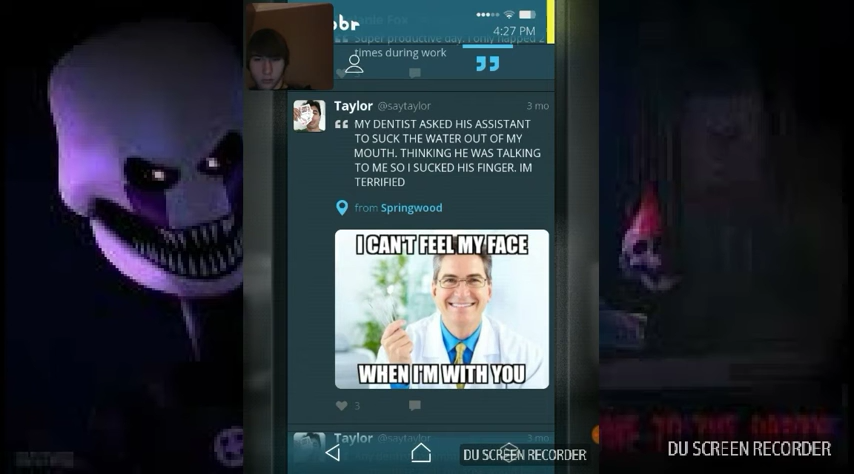 4:27 PM
Super productive day. I only napped 2
times during work
Taylor @saytaylor 3 mo
MY DENTIST ASKED HIS ASSISTANT
TO SUCK THE WATER OUT OF MY
MOUTH. THINKING HE WAS TALKING
TO ME SO I SUCKED HIS FINGER. IM
TERRIFIED
from Springwood
I CAN'T FEEL MY FACE
WHEN I'M WITH YOU
3
Taylor @saytaylor 3 mo
DU SCREEN RECORDER
DU SCREEN RECORDER